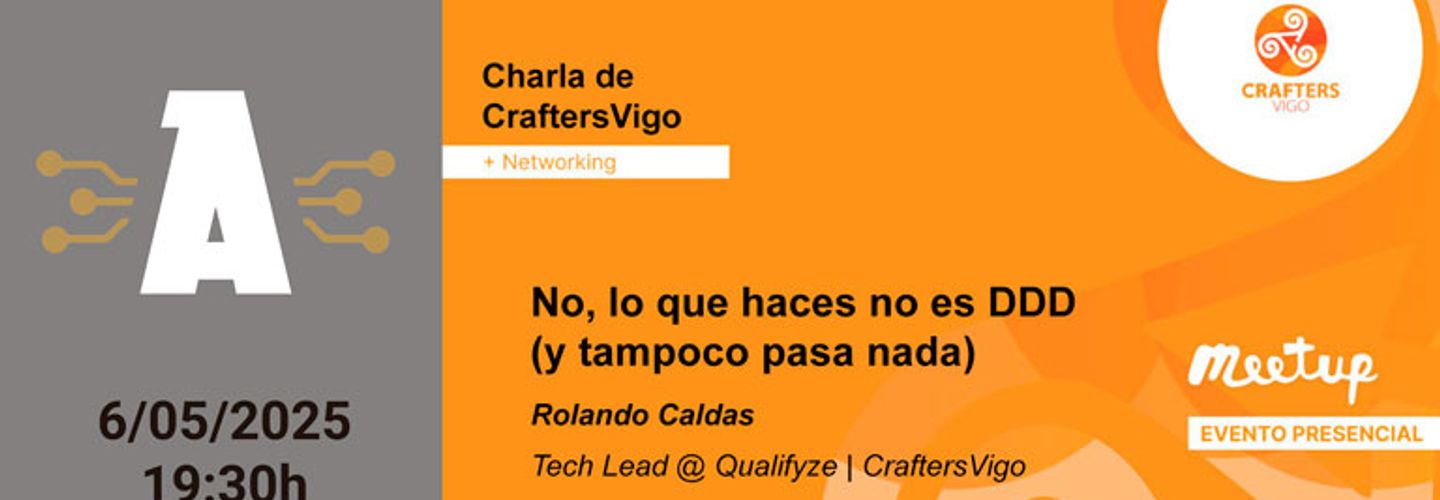 A
6/05/2025
19:30h
Charla de
CraftersVigo
+ Networking
No, lo que haces no es DDD
(y tampoco pasa nada)
Rolando Caldas
Tech Lead @ Qualifyze | CraftersVigo
CRAFTERS
VIGO
meetup
EVENTO PRESENCIAL